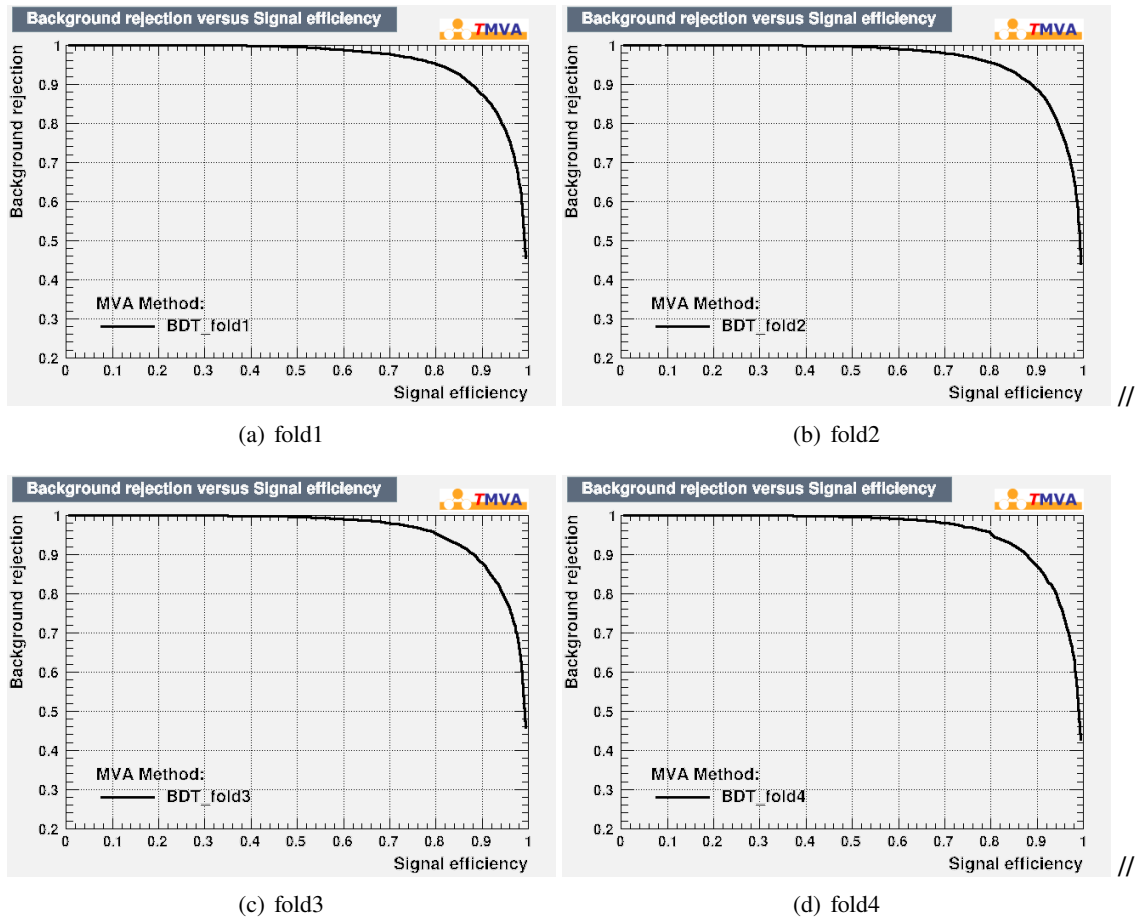 Background rejection versus Signal efficiency
TMVA
Background rejection
1
0.9
0.8
0.7
0.6
0.5
0.4
0.3
0.2
MVA Method:
BDT_fold1
0 0.1 0.2 0.3 0.4 0.5 0.6 0.7 0.8 0.9 1
Signal efficiency
(a) fold1
Background rejection versus Signal efficiency
TMVA
Background rejection
1
0.9
0.8
0.7
0.6
0.5
0.4
0.3
0.2
MVA Method:
BDT_fold2
0 0.1 0.2 0.3 0.4 0.5 0.6 0.7 0.8 0.9 1
Signal efficiency
//
(b) fold2
Background rejection versus Signal efficiency
TMVA
Background rejection
1
0.9
0.8
0.7
0.6
0.5
0.4
0.3
0.2
MVA Method:
BDT_fold3
0 0.1 0.2 0.3 0.4 0.5 0.6 0.7 0.8 0.9 1
Signal efficiency
(c) fold3
Background rejection versus Signal efficiency
TMVA
Background rejection
1
0.9
0.8
0.7
0.6
0.5
0.4
0.3
0.2
MVA Method:
BDT_fold4
0 0.1 0.2 0.3 0.4 0.5 0.6 0.7 0.8 0.9 1
Signal efficiency
//
(d) fold4